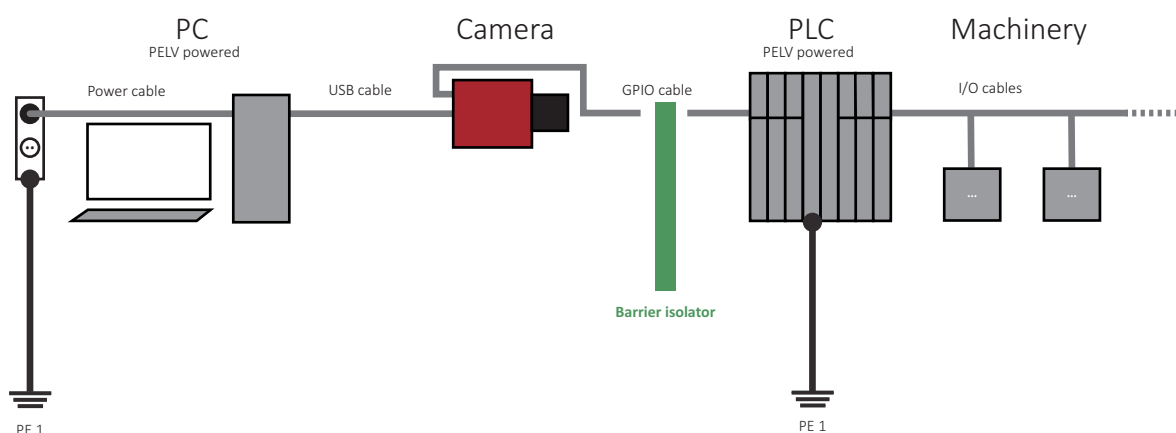 PC
PELV powered
Camera
PLC
PELV powered
Machinery
Power cable
USB cable
GPIO cable
I/O cables
...
...
Barrier isolator
PE 1
PE 1